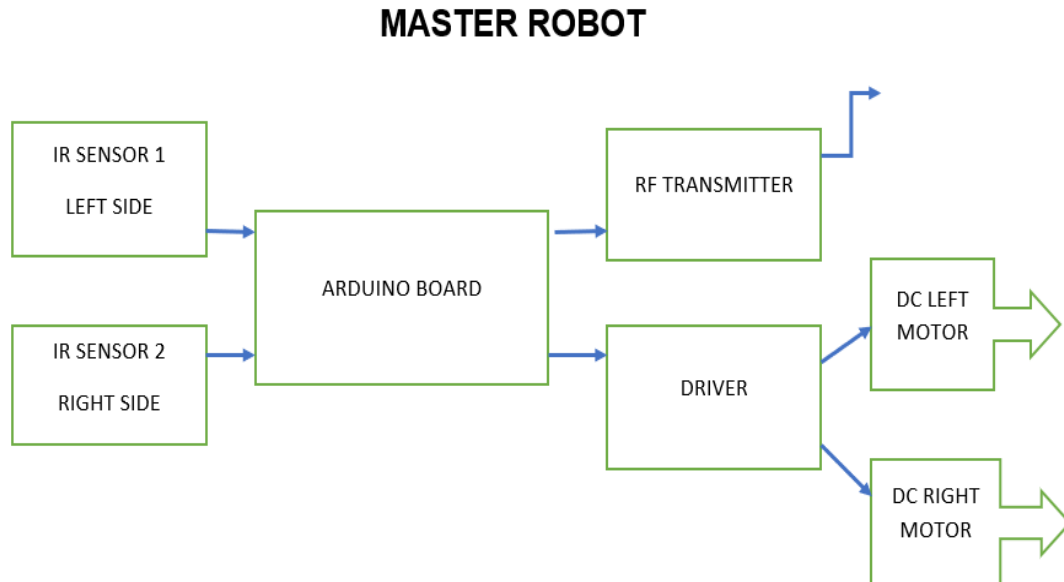 MASTER ROBOT
IR SENSOR 1
LEFT SIDE
RF TRANSMITTER
ARDUINO BOARD
DC LEFT
MOTOR
IR SENSOR 2
RIGHT SIDE
DRIVER
DC RIGHT
MOTOR